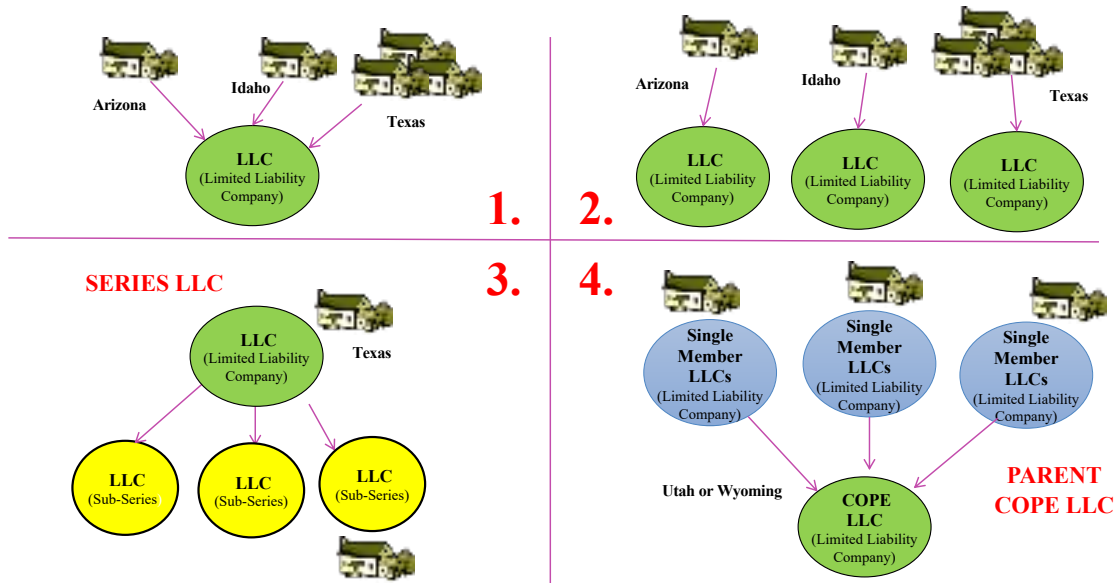 Arizona
Idaho
Texas
LLC
(Limited Liability
Company)
1.
Arizona
Idaho
Texas
LLC
(Limited Liability
Company)
LLC
(Limited Liability
Company)
LLC
(Limited Liability
Company)
2.
SERIES LLC
3.
LLC
(Limited Liability
Company)
Texas
LLC
(Sub-Series)
LLC
(Sub-Series)
LLC
(Sub-Series)
4.
Single
Member
LLCs
(Limited Liability
Company)
Single
Member
LLCs
(Limited Liability
Company)
Single
Member
LLCs
(Limited Liability
Company)
Utah or Wyoming
COPE
LLC
(Limited Liability
Company)
PARENT
COPE LLC